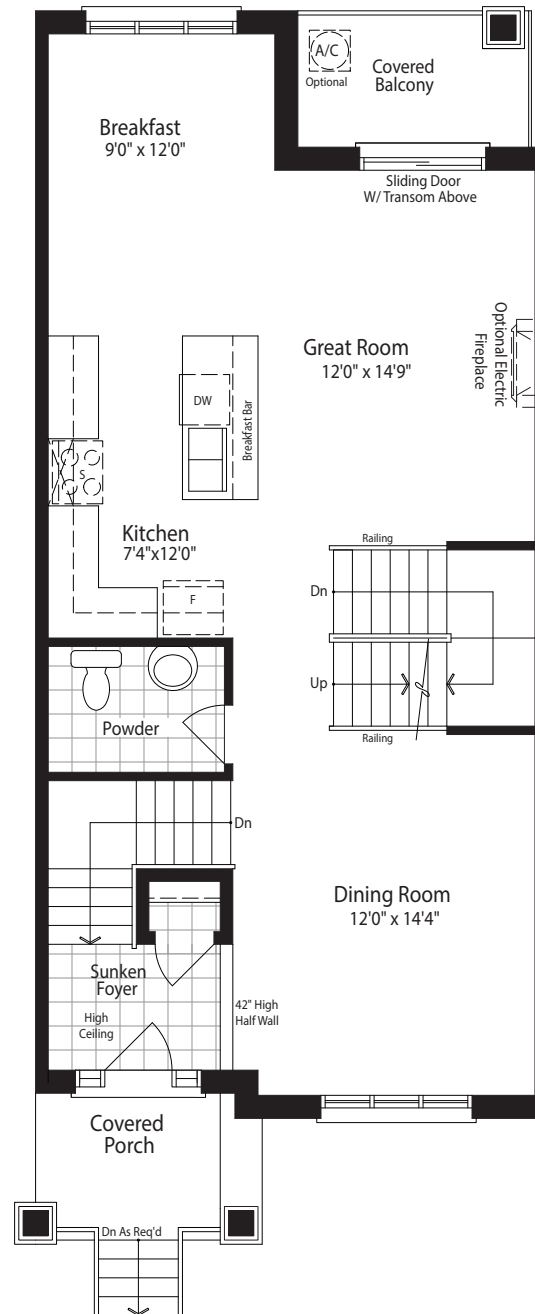 A/C
Optional
Covered
Balcony
Breakfast
9'0" x 12'0"
Sliding Door
W/ Transom Above
Great Room
12'0" x 14'9"
Optional Electric
Fireplace
DW
Breakfast Bar
S
Kitchen
7'4"x12'0"
F
Railing
Dn
Up
Railing
Powder
Dn
Dining Room
12'0" x 14'4"
Sunken
Foyer
High
Ceiling
42" High
Half Wall
Covered
Porch
Dn As Req'd